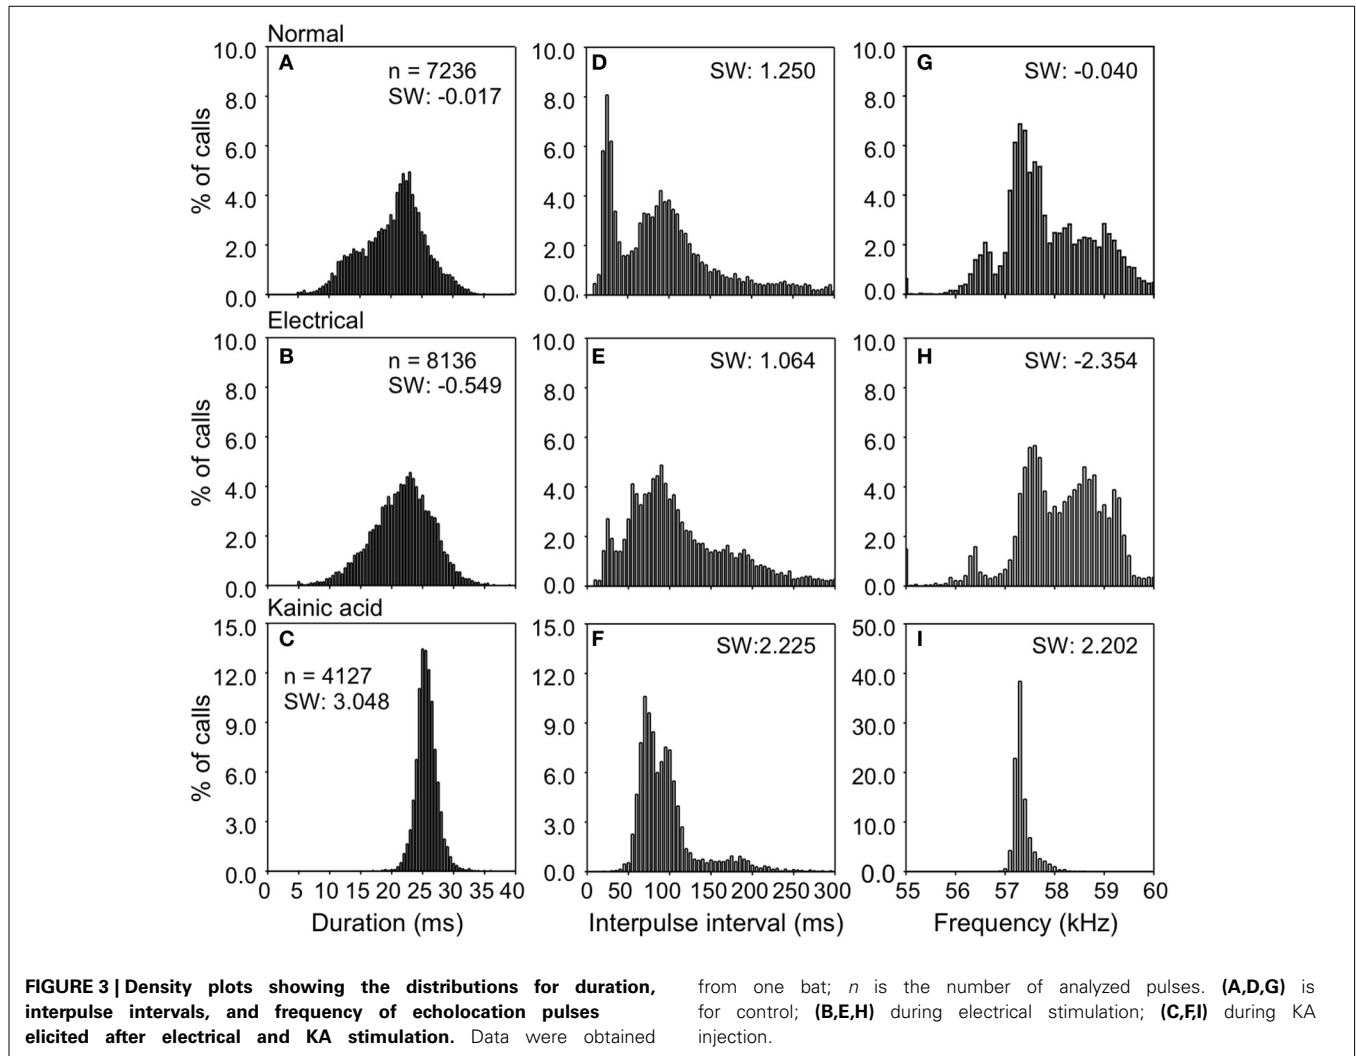 Normal
10.0
8.0
6.0
4.0
2.0
0.0
% of calls
A
n = 7236
SW: -0.017
10.0
8.0
6.0
4.0
2.0
0.0
D
SW: 1.250
10.0
8.0
6.0
4.0
2.0
0.0
G
SW: -0.040
Electrical
10.0
8.0
6.0
4.0
2.0
0.0
% of calls
B
n = 8136
SW: -0.549
10.0
8.0
6.0
4.0
2.0
0.0
E
SW: 1.064
10.0
8.0
6.0
4.0
2.0
0.0
H
SW: -2.354
Kainic acid
15.0
12.0
9.0
6.0
3.0
0.0
% of calls
C
n = 4127
SW: 3.048
0 5 10 15 20 25 30 35 40
Duration (ms)
15.0
12.0
9.0
6.0
3.0
0.0
F
SW:2.225
0 50 100 150 200 250 300
Interpulse interval (ms)
50.0
40.0
30.0
20.0
10.0
0.0
I
SW: 2.202
55 56 57 58 59 60
Frequency (kHz)
FIGURE 3 | Density plots showing the distributions for duration,
interpulse intervals, and frequency of echolocation pulses
elicited after electrical and KA stimulation. Data were obtained
from one bat; n is the number of analyzed pulses. (A,D,G) is
for control; (B,E,H) during electrical stimulation; (C,F,I) during KA
injection.